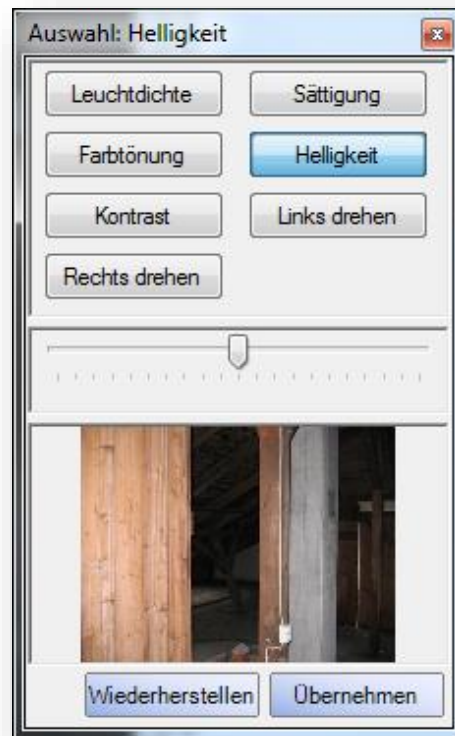 Auswahl: Helligkeit
Leuchtdichte Sättigung
Farbtönung Helligkeit
Kontrast Links drehen
Rechts drehen
Wiederherstellen Übernehmen